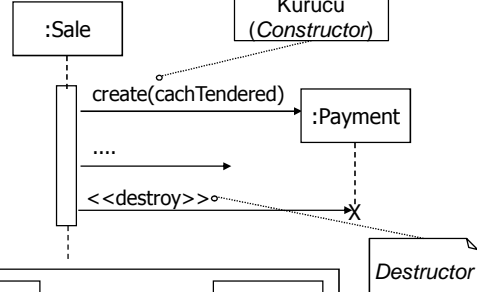 Kurucu
(Constructor)
:Sale
create(cachTendered)
:Payment
....
<<destroy>>
X
Destructor